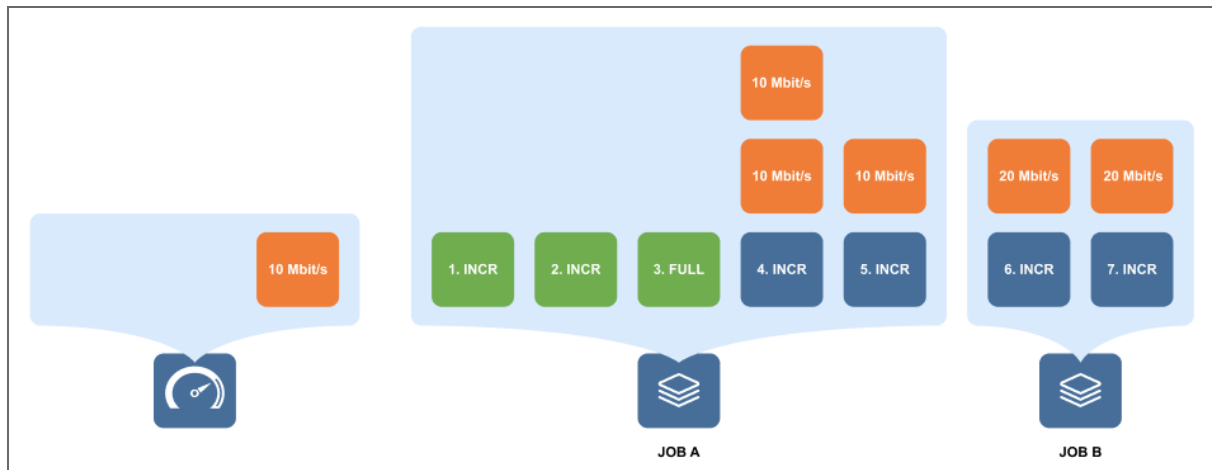 10 Mbit/s
10 Mbit/s
10 Mbit/s
20 Mbit/s
20 Mbit/s
10 Mbit/s
1. INCR
2. INCR
3. FULL
4. INCR
5. INCR
6. INCR
7. INCR
JOB A
JOB B